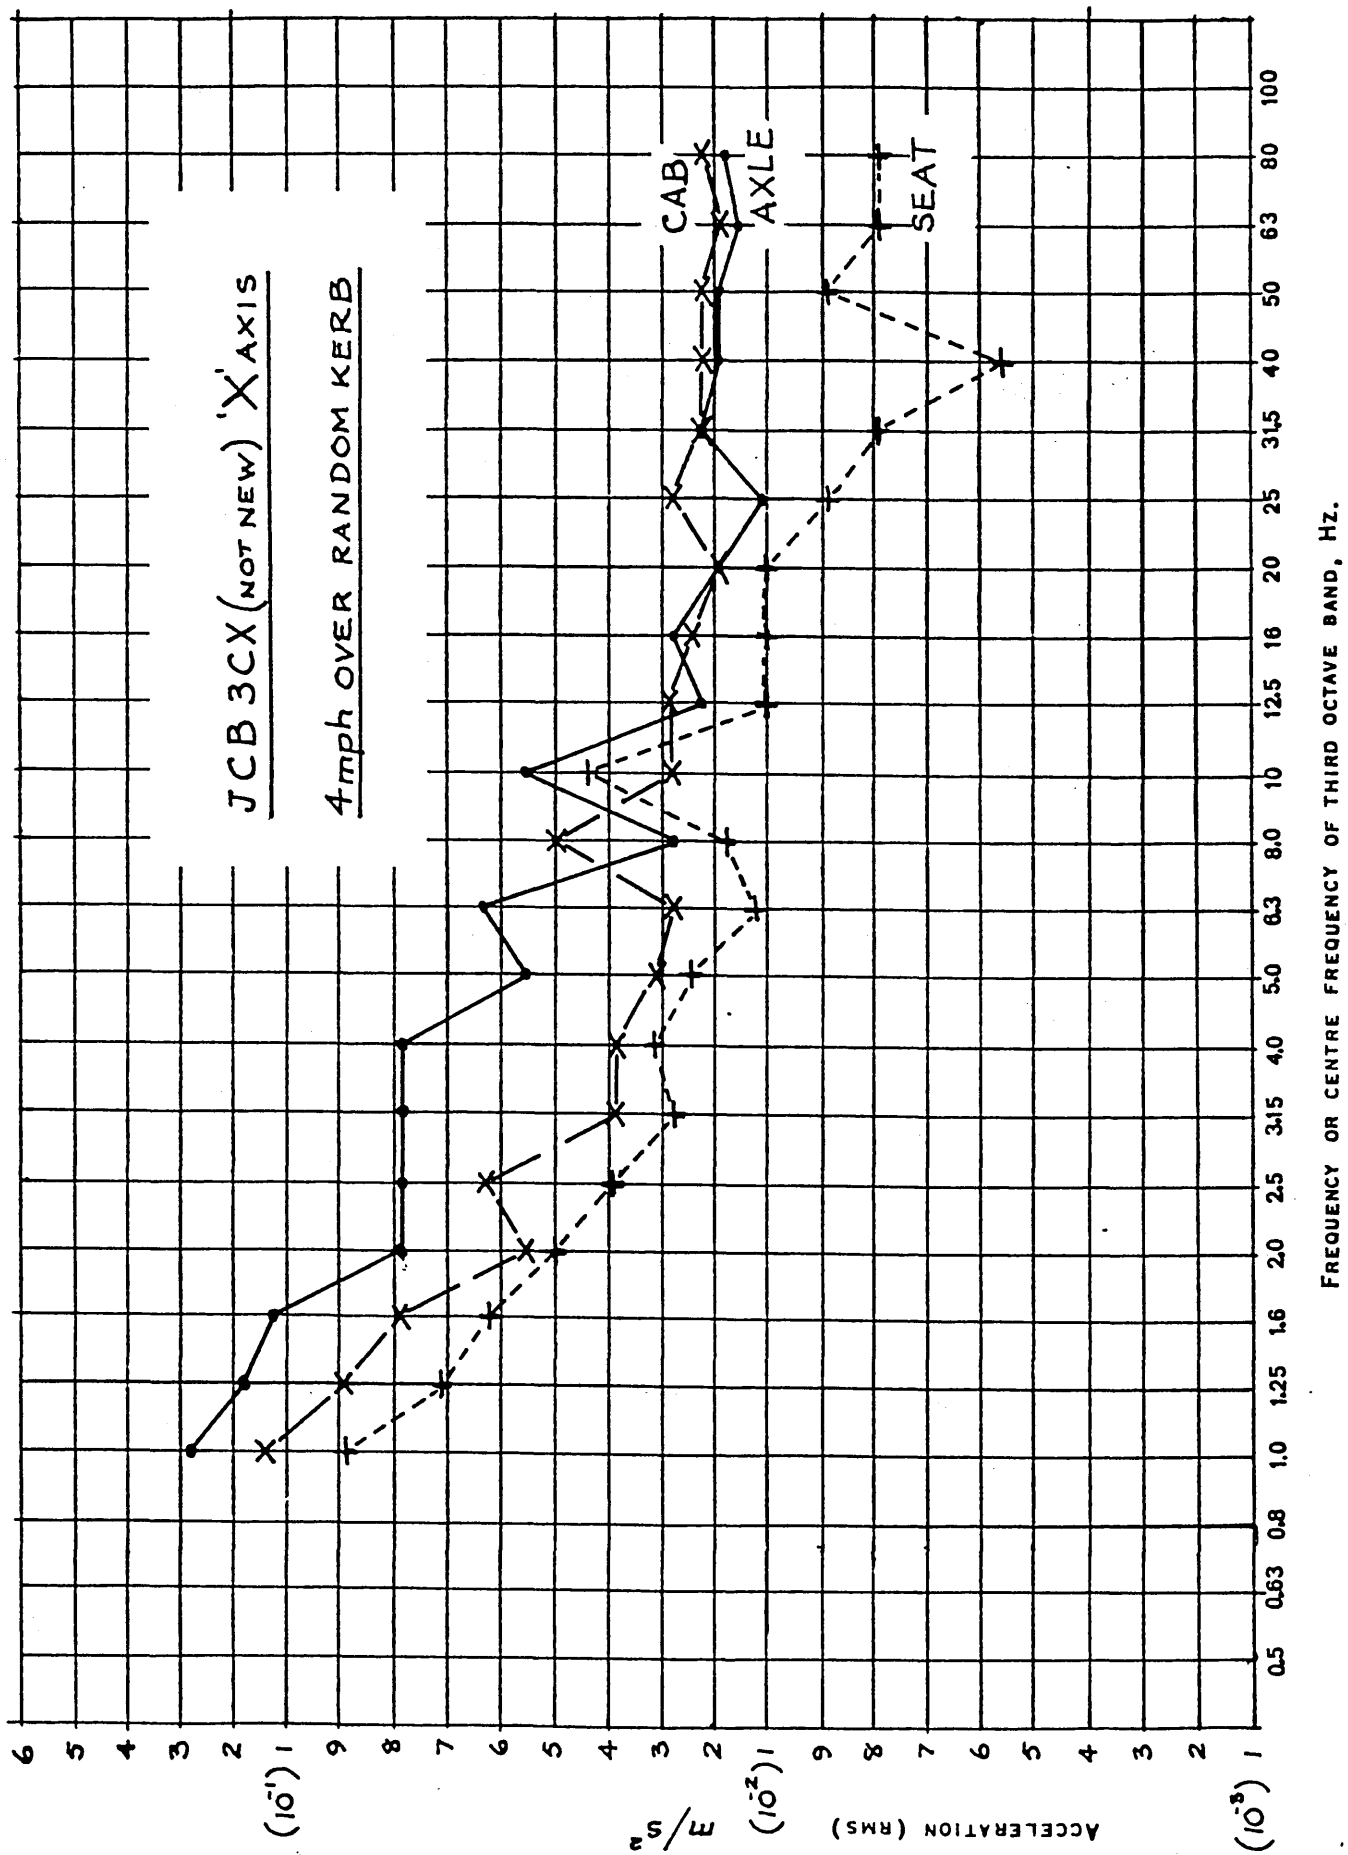 JCB 3CX (NOT NEW) 'X' AXIS
4mph OVER RANDOM KERB
CAB
AXLE
SEAT
6
5
4
3
2
(10⁻¹) 1
9
8
7
6
5
4
3
2
(10⁻²) 1
9
8
7
6
5
4
3
2
(10⁻³) 1
ACCELERATION (RMS)
m/s²
0.5 0.63 0.8 1.0 1.25 1.6 2.0 2.5 3.15 4.0 5.0 6.3 8.0 10 12.5 16 20 25 31.5 40 50 63 80 100
FREQUENCY OR CENTRE FREQUENCY OF THIRD OCTAVE BAND, HZ.